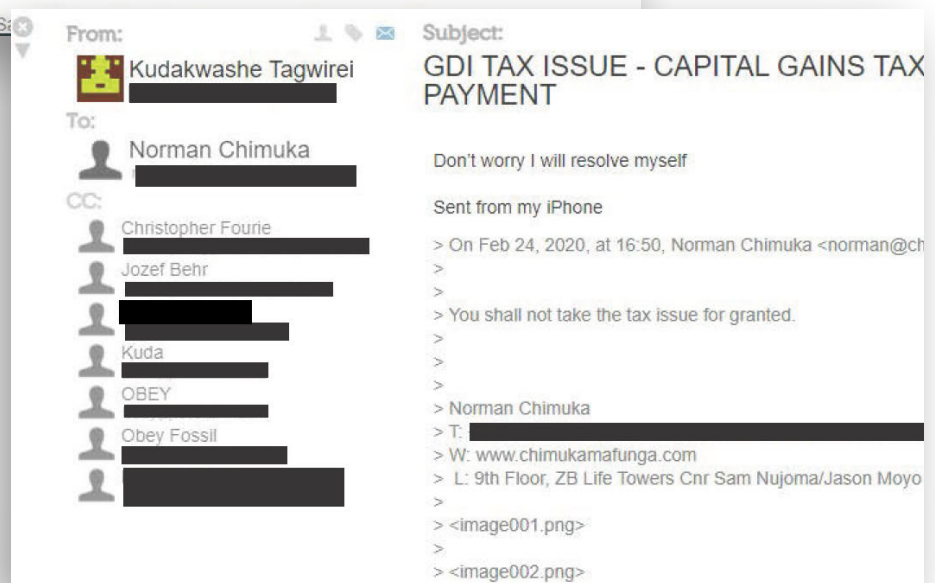 From:
Kudakwashe Tagwirei
To:
Norman Chimuka
CC:
Christopher Fourie
Jozef Behr
Kuda
OBEY
Obey Fossil
Subject:
GDI TAX ISSUE - CAPITAL GAINS TAX
PAYMENT
Don't worry I will resolve myself
Sent from my iPhone
> On Feb 24, 2020, at 16:50, Norman Chimuka <norman@ch
>
>
> You shall not take the tax issue for granted.
>
>
>
> Norman Chimuka
> T:
> W: www.chimukamafunga.com
> L: 9th Floor, ZB Life Towers Cnr Sam Nujoma/Jason Moyo
>
> <image001.png>
>
> <image002.png>